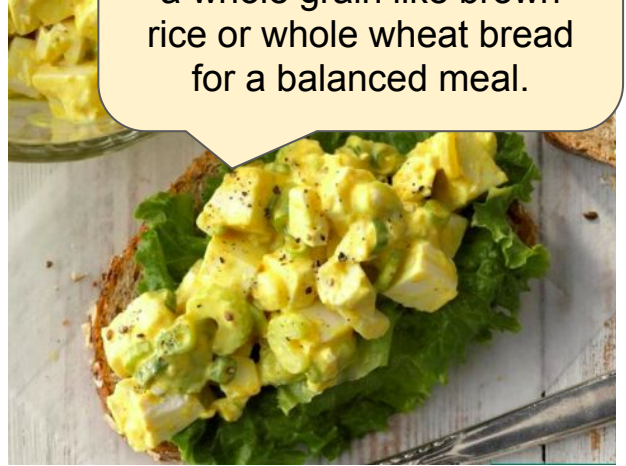 a whole grain like brown
rice or whole wheat bread
for a balanced meal.